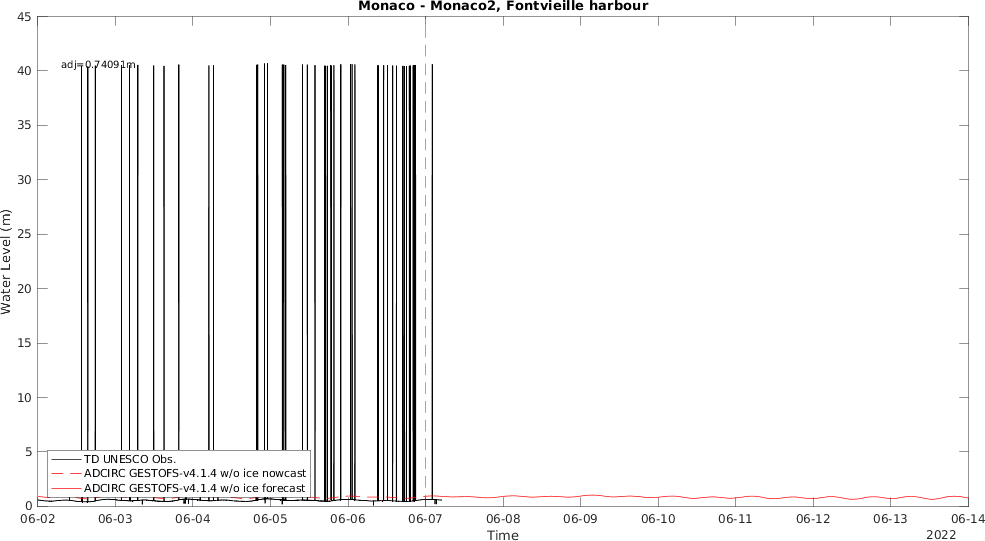 Monaco - Monaco2, Fontvieille harbour
45
40
35
30
25
20
15
10
5
0
Water Level (m)
adj=0.74091m
TD UNESCO Obs.
ADCIRC GESTOFS-v4.1.4 w/o ice nowcast
ADCIRC GESTOFS-v4.1.4 w/o ice forecast
06-02 06-03 06-04 06-05 06-06 06-07 06-08 06-09 06-10 06-11 06-12 06-13 06-14
Time
2022